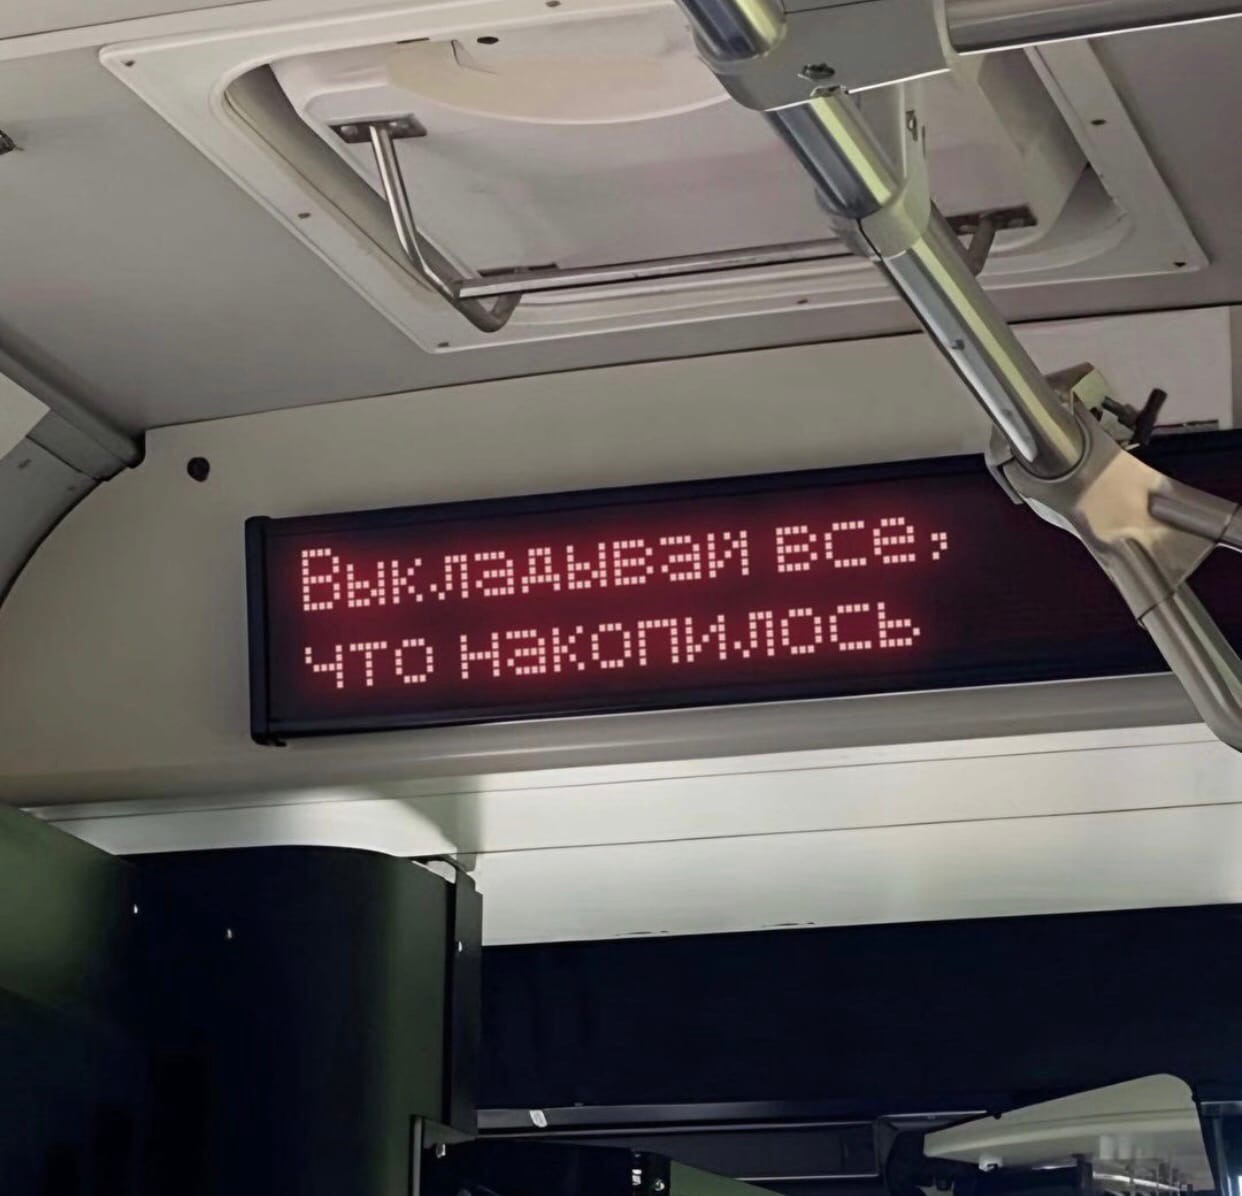 Выкладывай все,
что накопилось